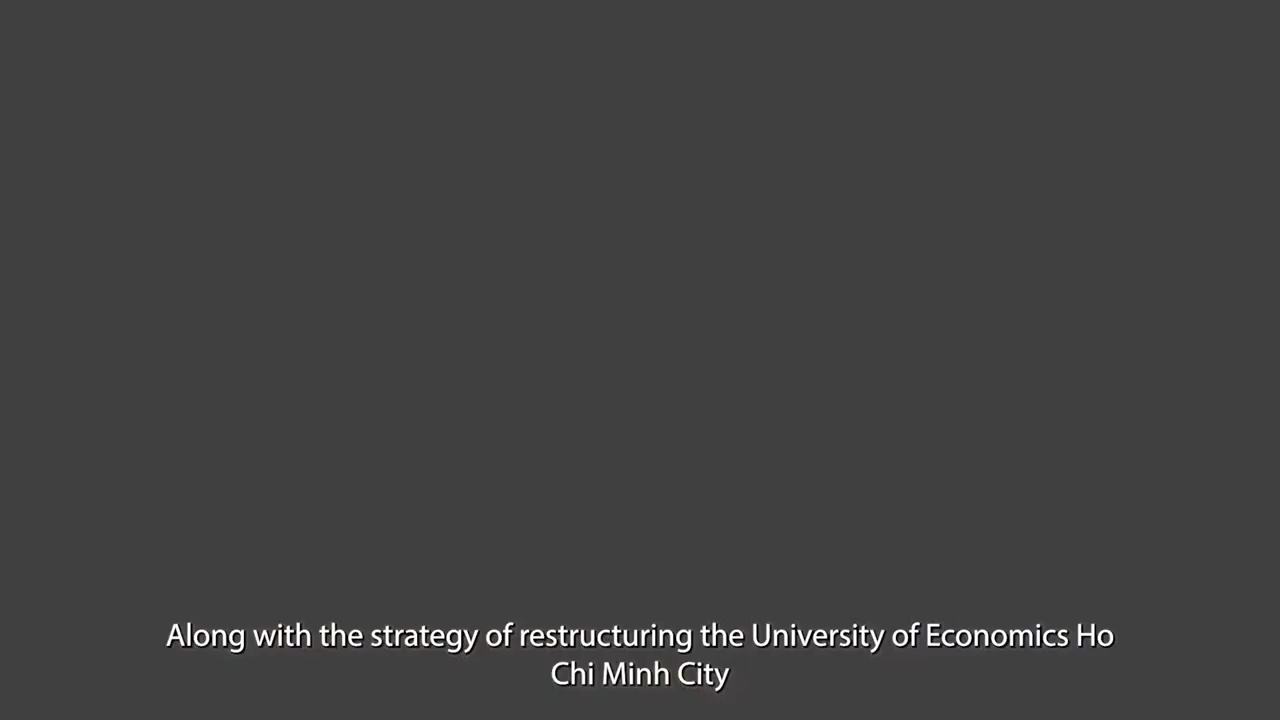 Along with the strategy of restructuring the University of Economics Ho
Chi Minh City